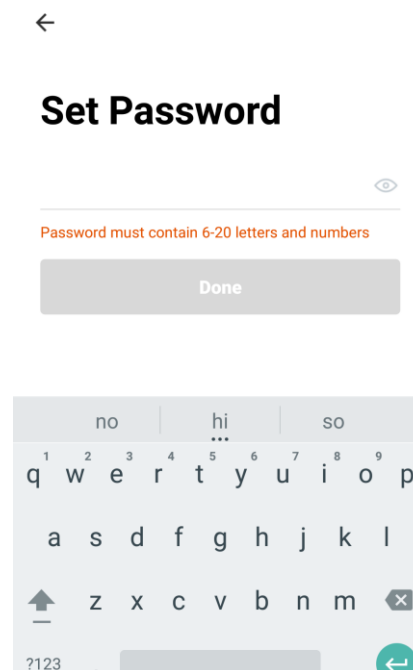 Set Password
Password must contain 6-20 letters and numbers
Done
no hi so
1 2 3 4 5 6 7 8 9
q w e r t y u i o p
a s d f g h j k l
z x c v b n m
?123